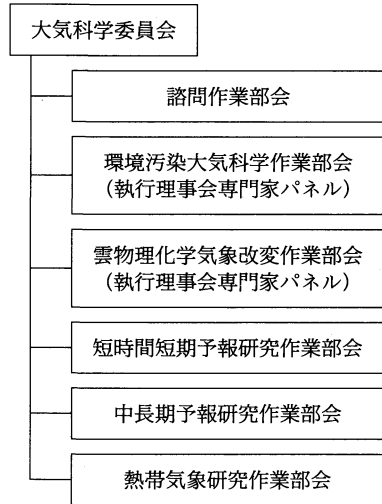 大気科学委員会
諮問作業部会
環境汚染大気科学作業部会
(執行理事会専門家パネル)
雲物理化学気象改変作業部会
(執行理事会専門家パネル)
短時間短期予報研究作業部会
中長期予報研究作業部会
熱帯気象研究作業部会